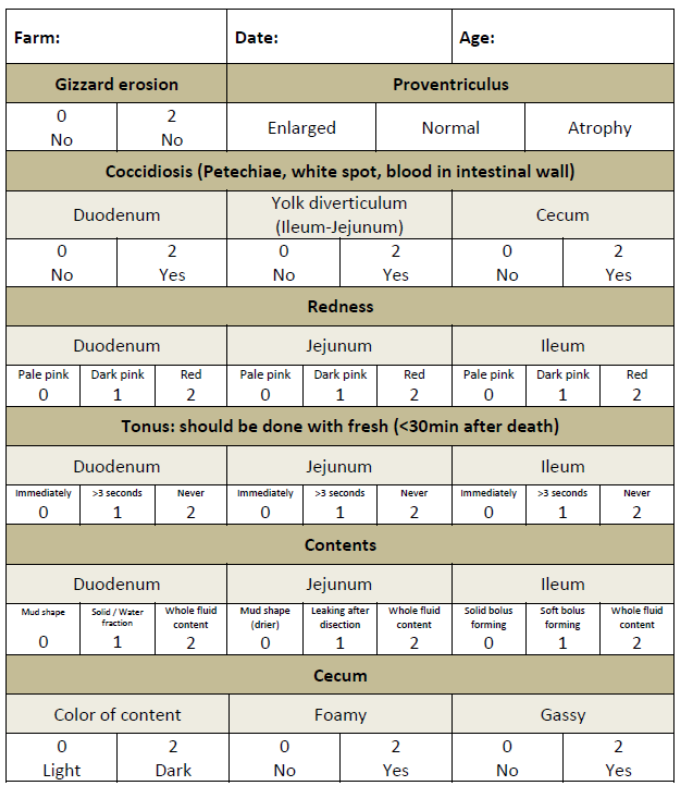 Farm: Date: Age:
Gizzard erosion Proventriculus
0 2 Enlarged Normal Atrophy
No No
Coccidiosis (Petechiae, white spot, blood in intestinal wall)
Duodenum Yolk diverticulum (Ileum-Jejunum) Cecum
0 2 0 2 0 2
No Yes No Yes No Yes
Redness
Duodenum Jejunum Ileum
Pale pink Dark pink Red Pale pink Dark pink Red Pale pink Dark pink Red
0 1 2 0 1 2 0 1 2
Tonus: should be done with fresh (<30min after death)
Duodenum Jejunum Ileum
Immediately >3 seconds Never Immediately >3 seconds Never Immediately >3 seconds Never
0 1 2 0 1 2 0 1 2
Contents
Duodenum Jejunum Ileum
Mud shape Solid / Water fraction Whole fluid content Mud shape (drier) Leaking after disection Whole fluid content Solid bolus forming Soft bolus forming Whole fluid content
0 1 2 0 1 2 0 1 2
Cecum
Color of content Foamy Gassy
0 2 0 2 0 2
Light Dark No Yes No Yes